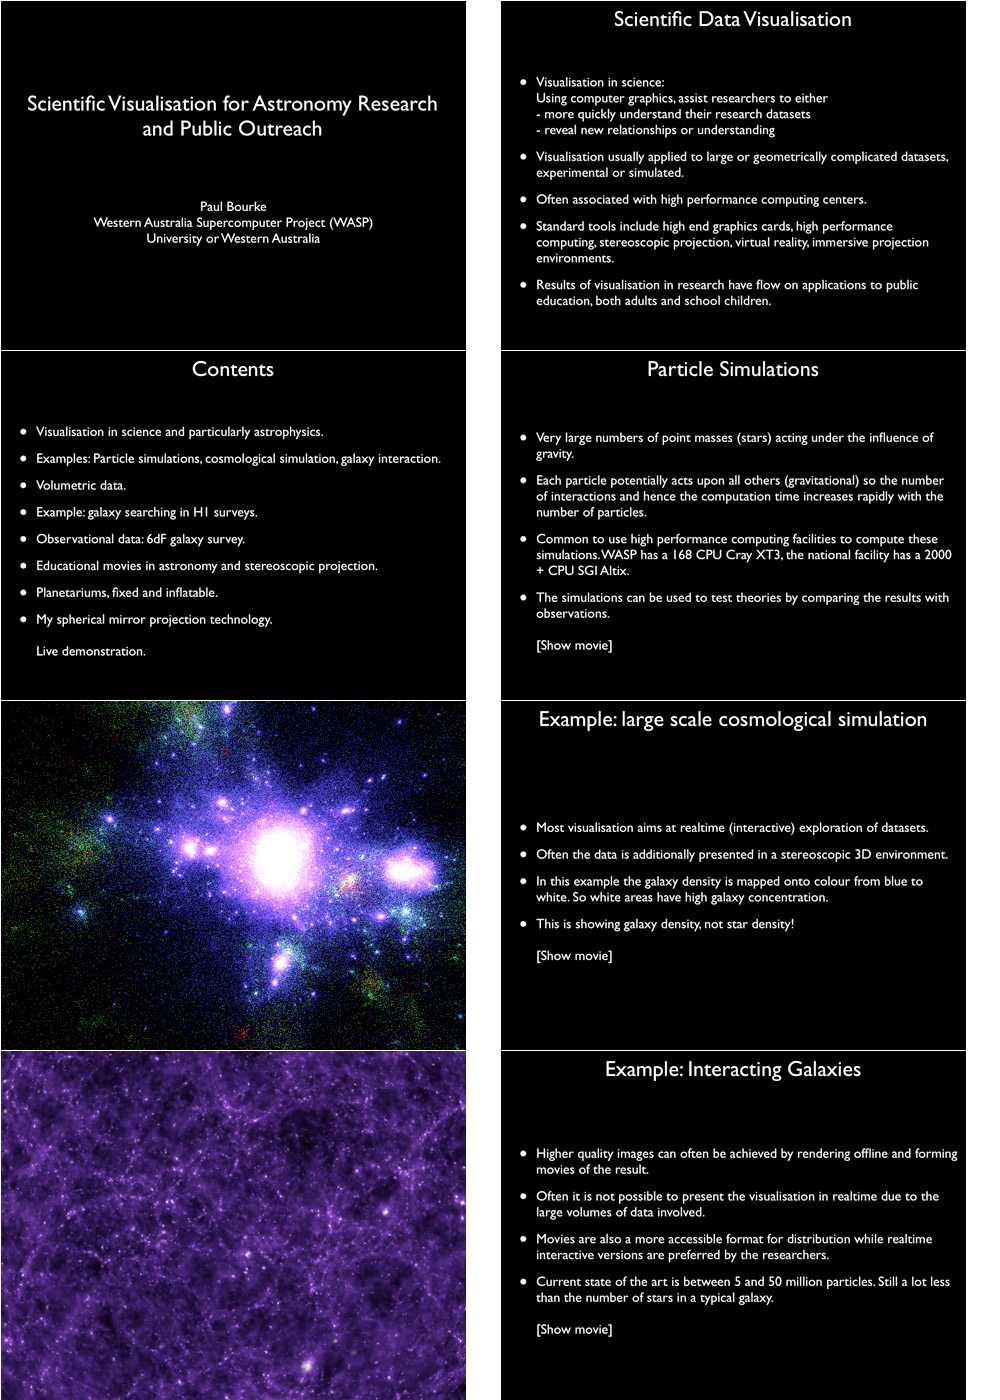 Scientific Visualisation for Astronomy Research
and Public Outreach
Paul Bourke
Western Australia Supercomputer Project (WASP)
University or Western Australia
Scientific Data Visualisation
• Visualisation in science:
Using computer graphics, assist researchers to either
- more quickly understand their research datasets
- reveal new relationships or understanding
• Visualisation usually applied to large or geometrically complicated datasets,
experimental or simulated.
• Often associated with high performance computing centers.
• Standard tools include high end graphics cards, high performance
computing, stereoscopic projection, virtual reality, immersive projection
environments.
• Results of visualisation in research have flow on applications to public
education, both adults and school children.
Contents
• Visualisation in science and particularly astrophysics.
• Examples: Particle simulations, cosmological simulation, galaxy interaction.
• Volumetric data.
• Example: galaxy searching in H1 surveys.
• Observational data: 6dF galaxy survey.
• Educational movies in astronomy and stereoscopic projection.
• Planetariums, fixed and inflatable.
• My spherical mirror projection technology.
Live demonstration.
Particle Simulations
• Very large numbers of point masses (stars) acting under the influence of
gravity.
• Each particle potentially acts upon all others (gravitational) so the number
of interactions and hence the computation time increases rapidly with the
number of particles.
• Common to use high performance computing facilities to compute these
simulations. WASP has a 168 CPU Cray XT3, the national facility has a 2000
+ CPU SGI Altix.
• The simulations can be used to test theories by comparing the results with
observations.
[Show movie]
Example: large scale cosmological simulation
• Most visualisation aims at realtime (interactive) exploration of datasets.
• Often the data is additionally presented in a stereoscopic 3D environment.
• In this example the galaxy density is mapped onto colour from blue to
white. So white areas have high galaxy concentration.
• This is showing galaxy density, not star density!
[Show movie]
Example: Interacting Galaxies
• Higher quality images can often be achieved by rendering offline and forming
movies of the result.
• Often it is not possible to present the visualisation in realtime due to the
large volumes of data involved.
• Movies are also a more accessible format for distribution while realtime
interactive versions are preferred by the researchers.
• Current state of the art is between 5 and 50 million particles. Still a lot less
than the number of stars in a typical galaxy.
[Show movie]